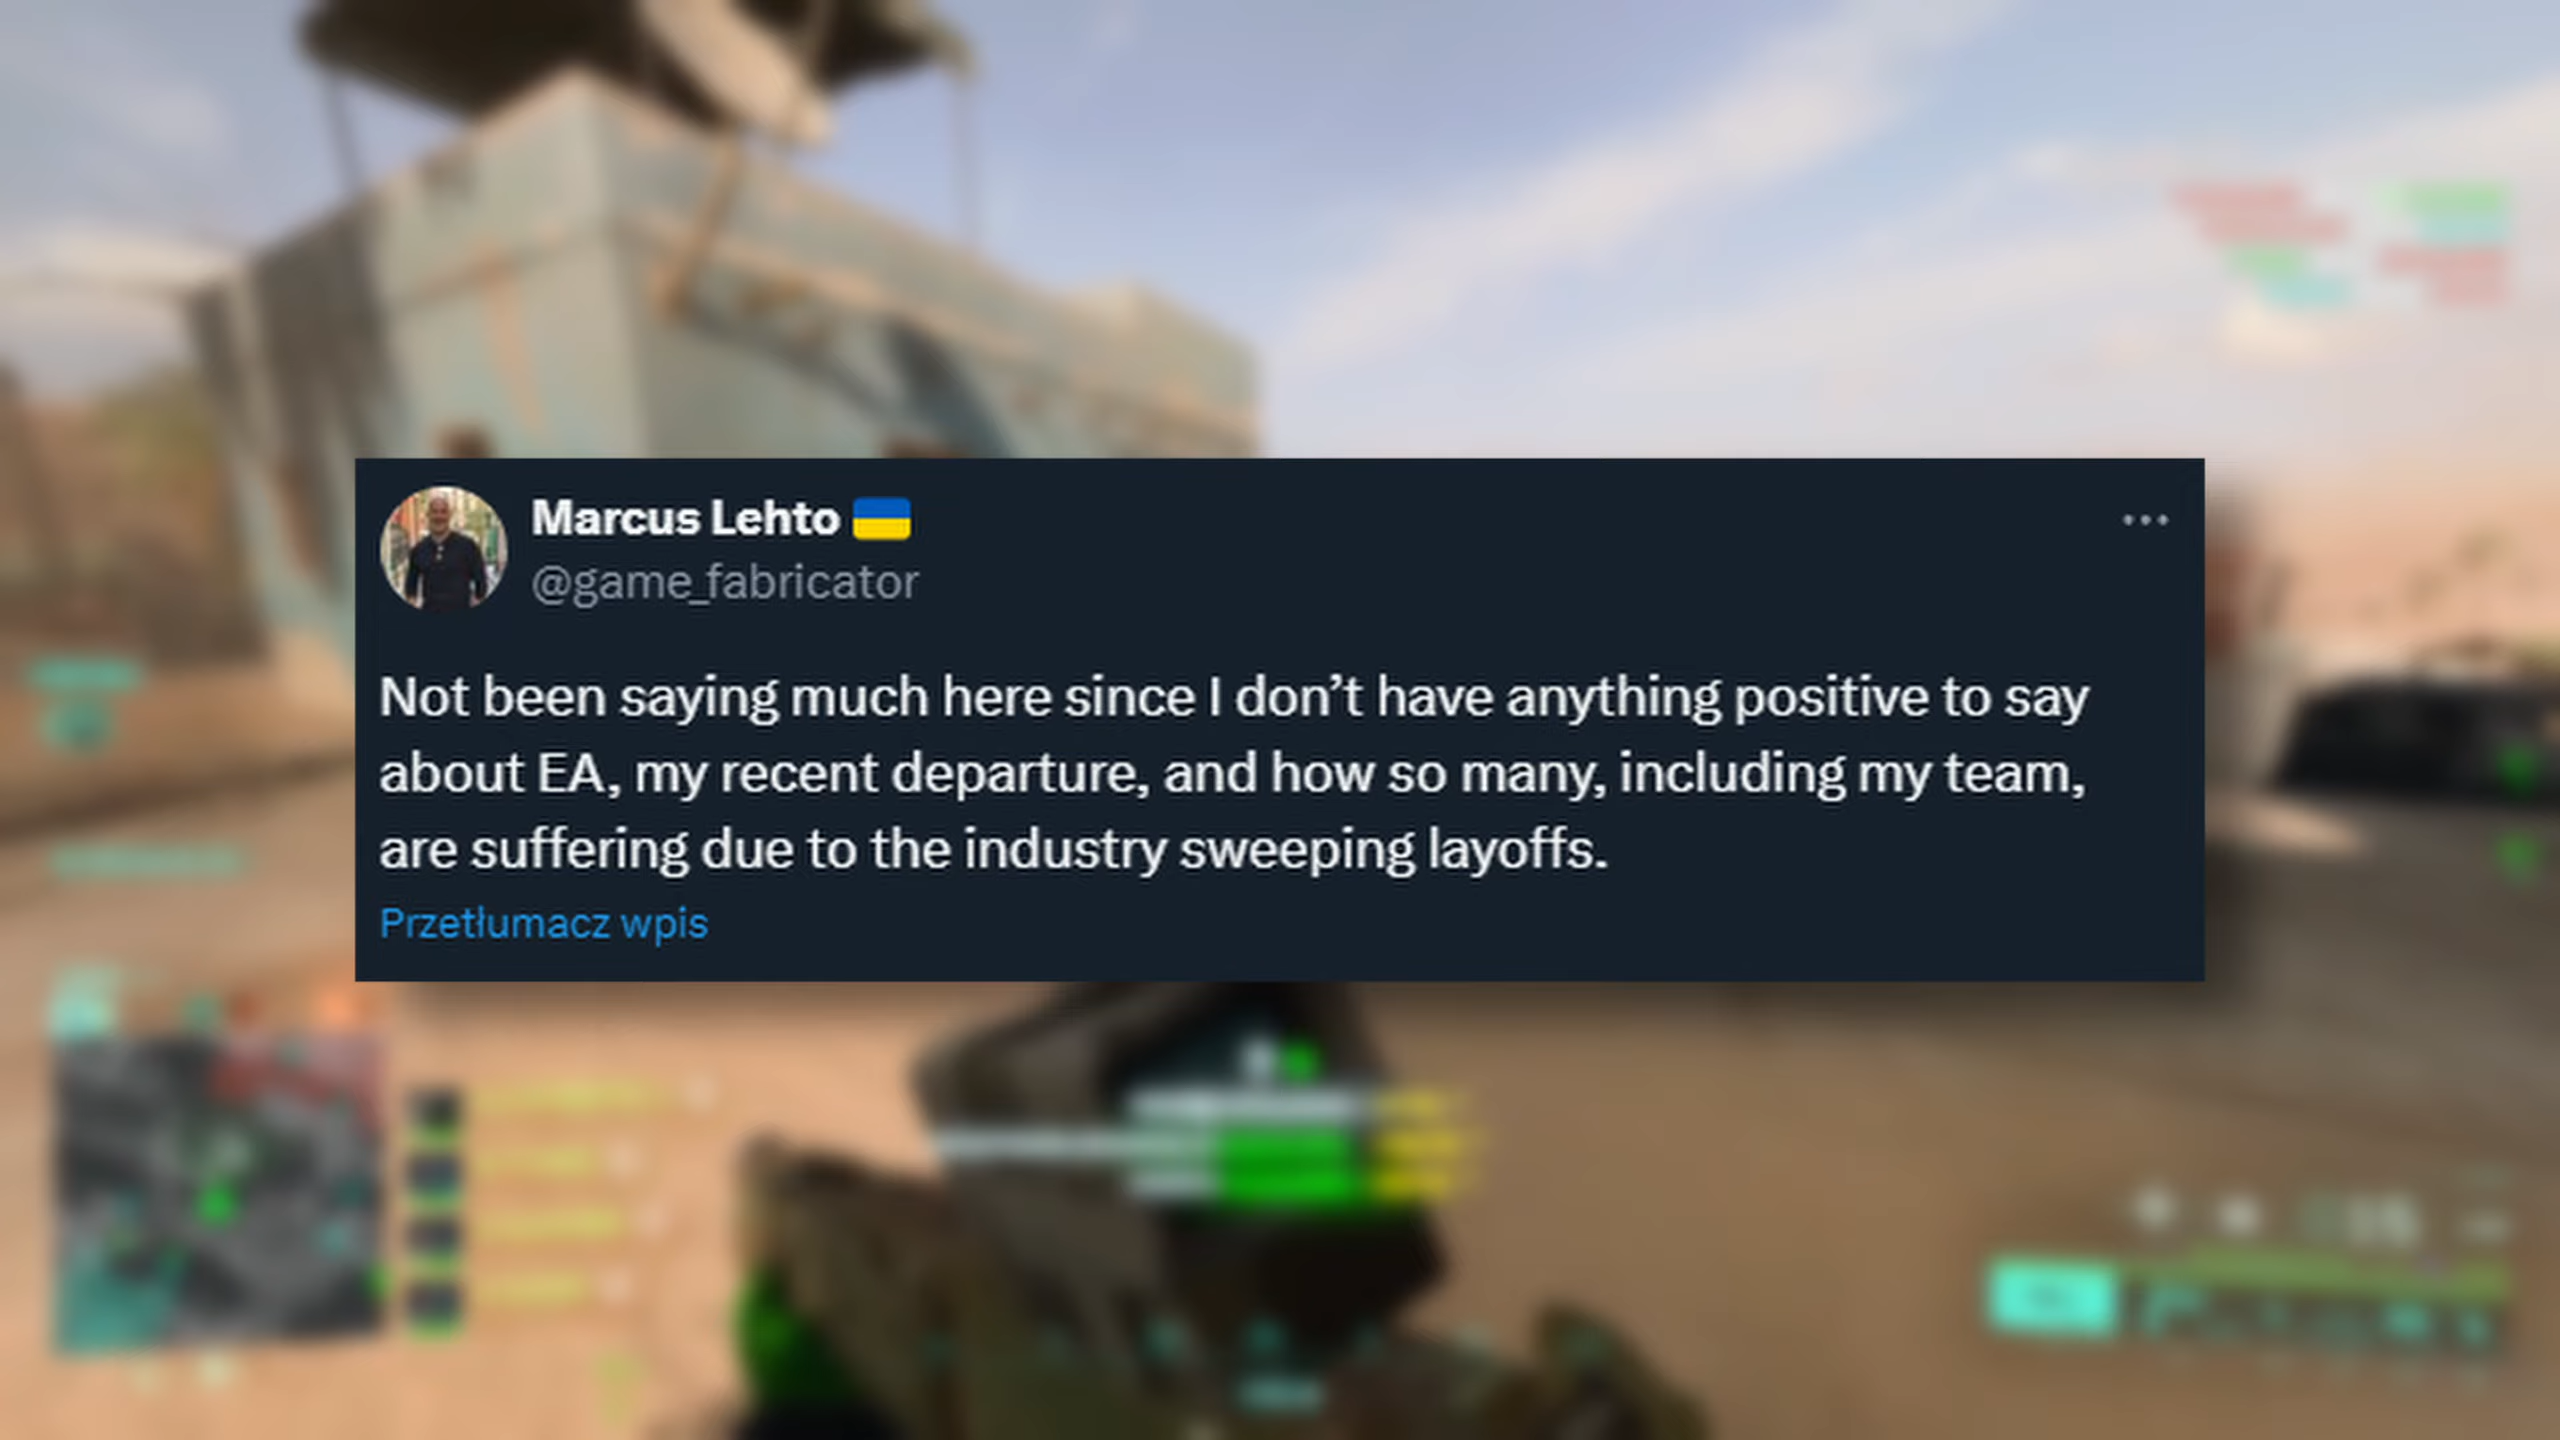 Marcus Lehto
@game_fabricator
Not been saying much here since I don’t have anything positive to say
about EA, my recent departure, and how so many, including my team,
are suffering due to the industry sweeping layoffs.
Przetłumacz wpis